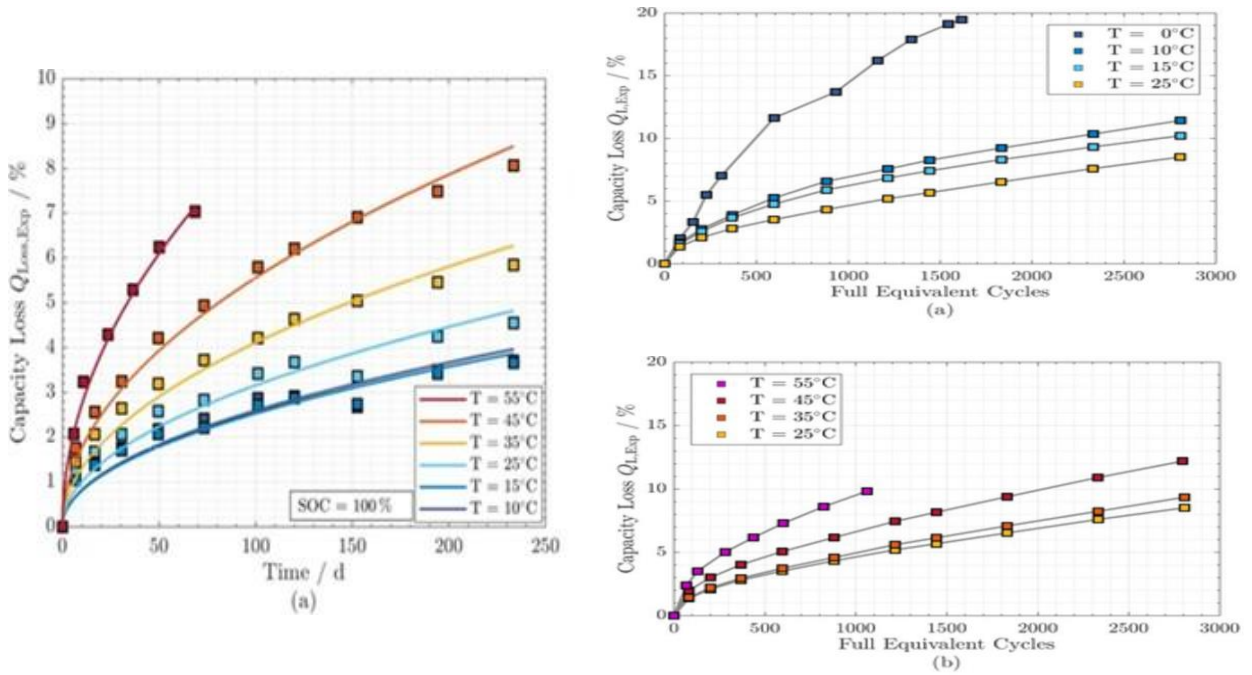 Capacity Loss Q_Loss,Exp / %
10
9
8
7
6
5
4
3
2
1
0
T = 55°C
T = 45°C
T = 35°C
T = 25°C
T = 15°C
T = 10°C
SOC = 100%
0 50 100 150 200 250
Time / d
(a)
Capacity Loss Q_L,Exp / %
20
15
10
5
0
T = 0°C
T = 10°C
T = 15°C
T = 25°C
0 500 1000 1500 2000 2500 3000
Full Equivalent Cycles
(a)
Capacity Loss Q_L,Exp / %
20
15
10
5
0
T = 55°C
T = 45°C
T = 35°C
T = 25°C
0 500 1000 1500 2000 2500 3000
Full Equivalent Cycles
(b)